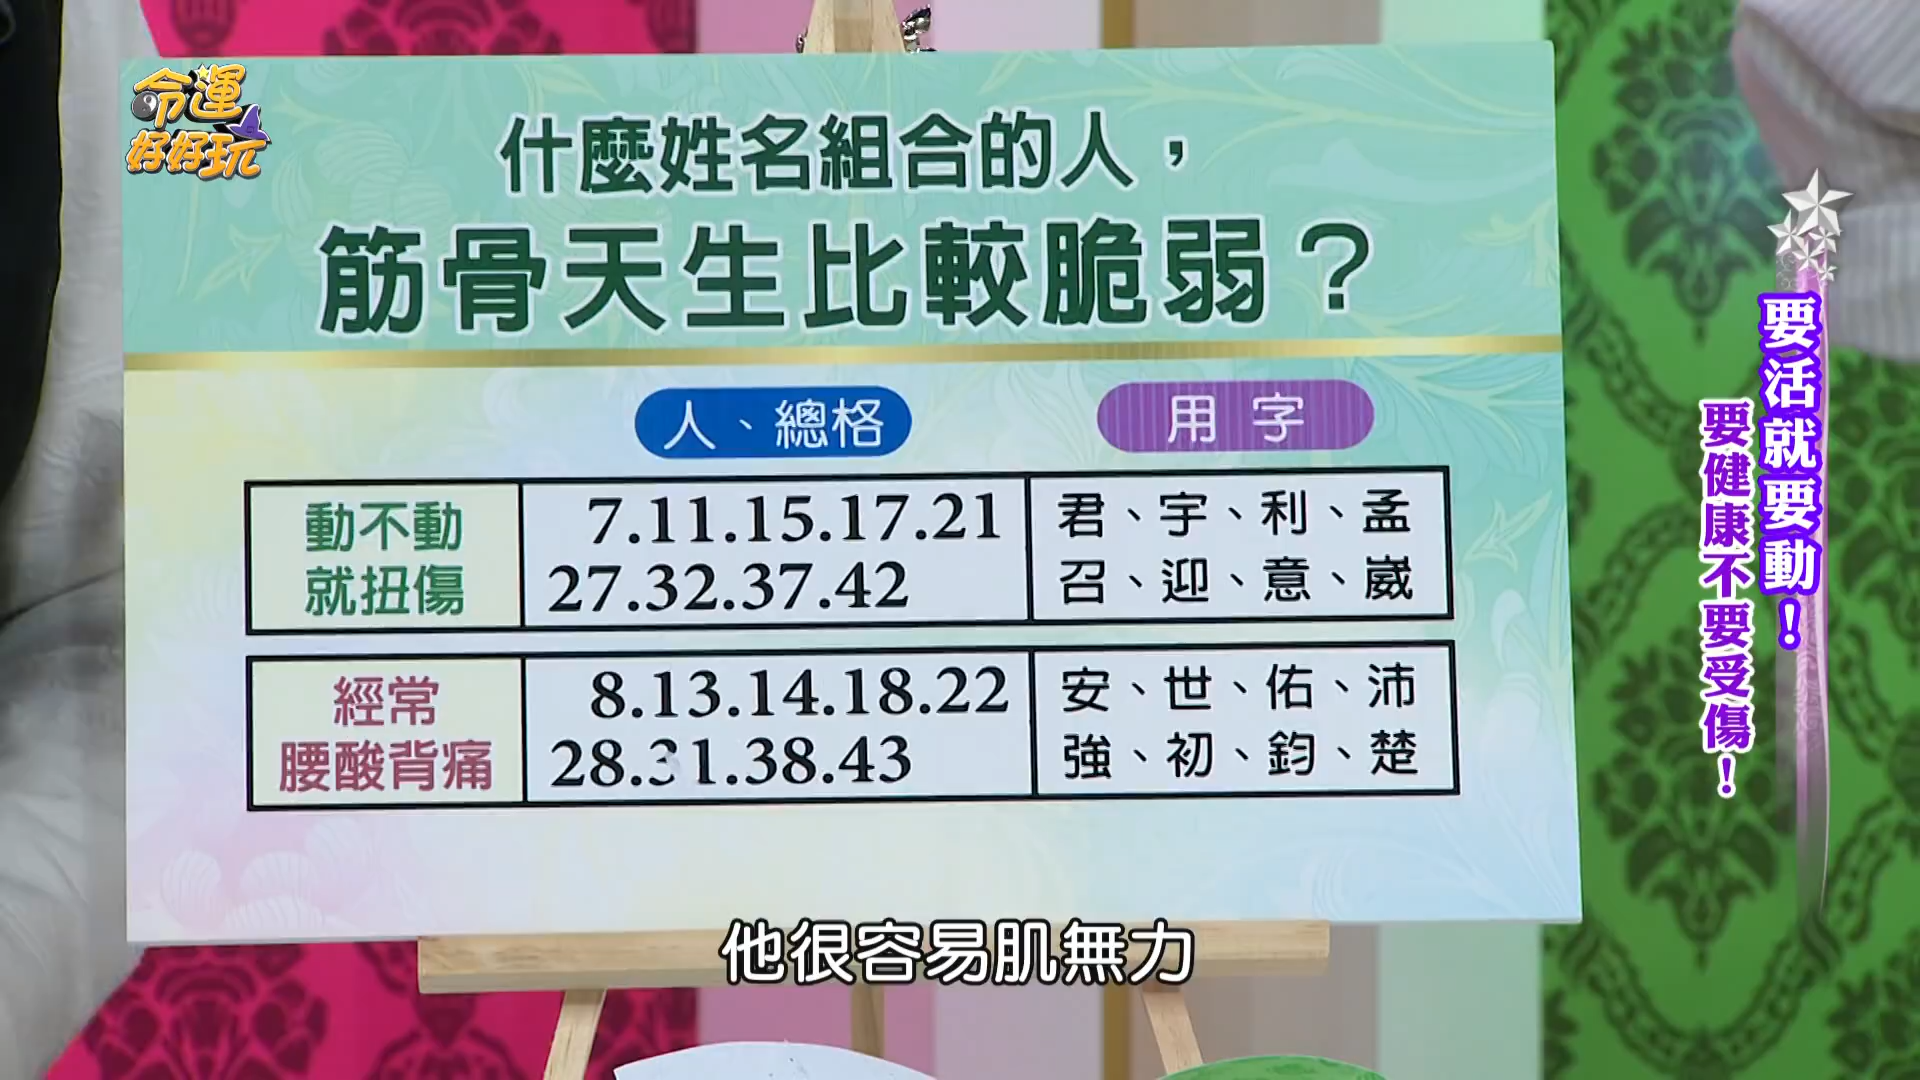 命運
好好玩
什麼姓名組合的人，
筋骨天生比較脆弱？
人、總格
用字
動不動
就扭傷
7.11.15.17.21
27.32.37.42
君、宇、利、孟
召、迎、意、崴
經常
腰酸背痛
8.13.14.18.22
28.31.38.43
安、世、佑、沛
強、初、鈞、楚
要活就要動！
要健康不要受傷！
他很容易肌無力